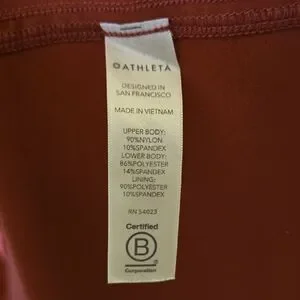 ATHLETA
DESIGNED IN
SAN FRANCISCO
MADE IN VIETNAM
UPPER BODY:
90%NYLON
10%SPANDEX
LOWER BODY:
86%POLYESTER
14%SPANDEX
LINING:
90%POLYESTER
10%SPANDEX
RN 54023
Certified
B
Corporation